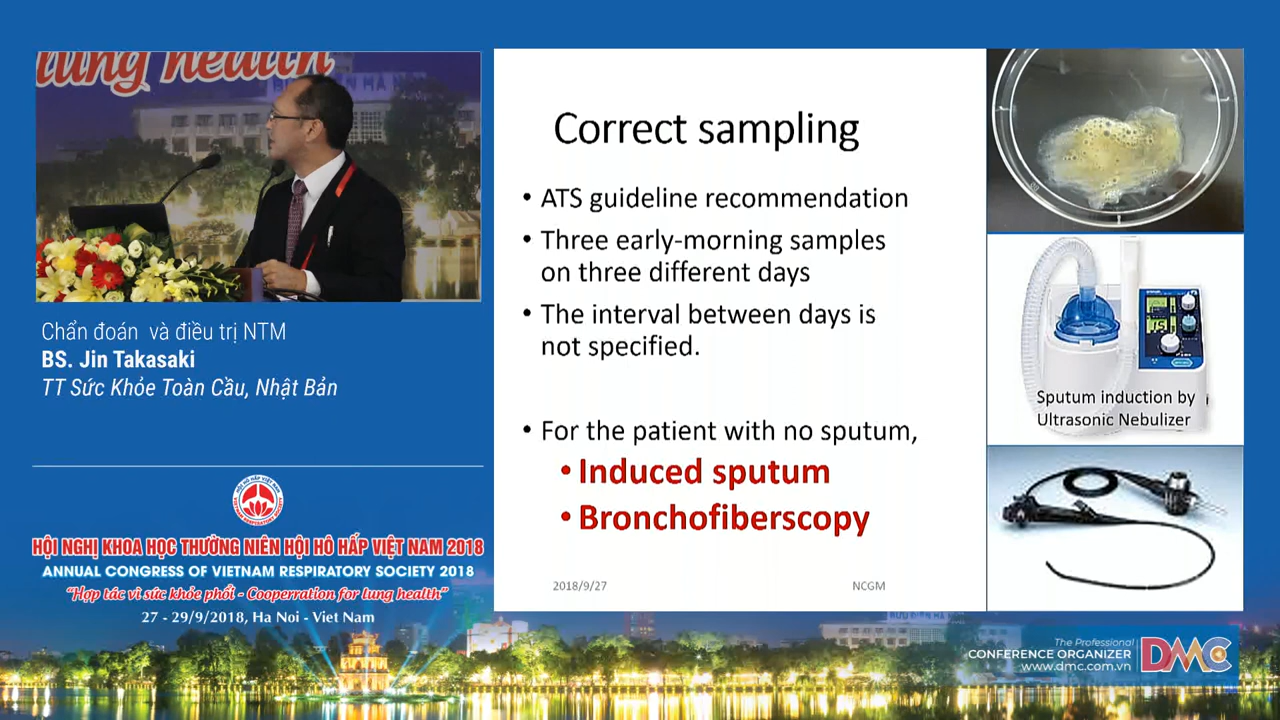 lung health
Chẩn đoán và điều trị NTM
BS. Jin Takasaki
TT Sức Khỏe Toàn Cầu, Nhật Bản
HỘI NGHỊ KHOA HỌC THƯỜNG NIÊN HỘI HÔ HẤP VIỆT NAM 2018
ANNUAL CONGRESS OF VIETNAM RESPIRATORY SOCIETY 2018
"Hợp tác vì sức khỏe phổi - Cooperration for lung health"
27 - 29/9/2018, Ha Noi - Viet Nam
Correct sampling
• ATS guideline recommendation
• Three early-morning samples
on three different days
• The interval between days is
not specified.
• For the patient with no sputum,
• Induced sputum
• Bronchofiberscopy
2018/9/27
NCGM
Sputum induction by
Ultrasonic Nebulizer
The Professional
CONFERENCE ORGANIZER
www.dmc.com.vn
DMC